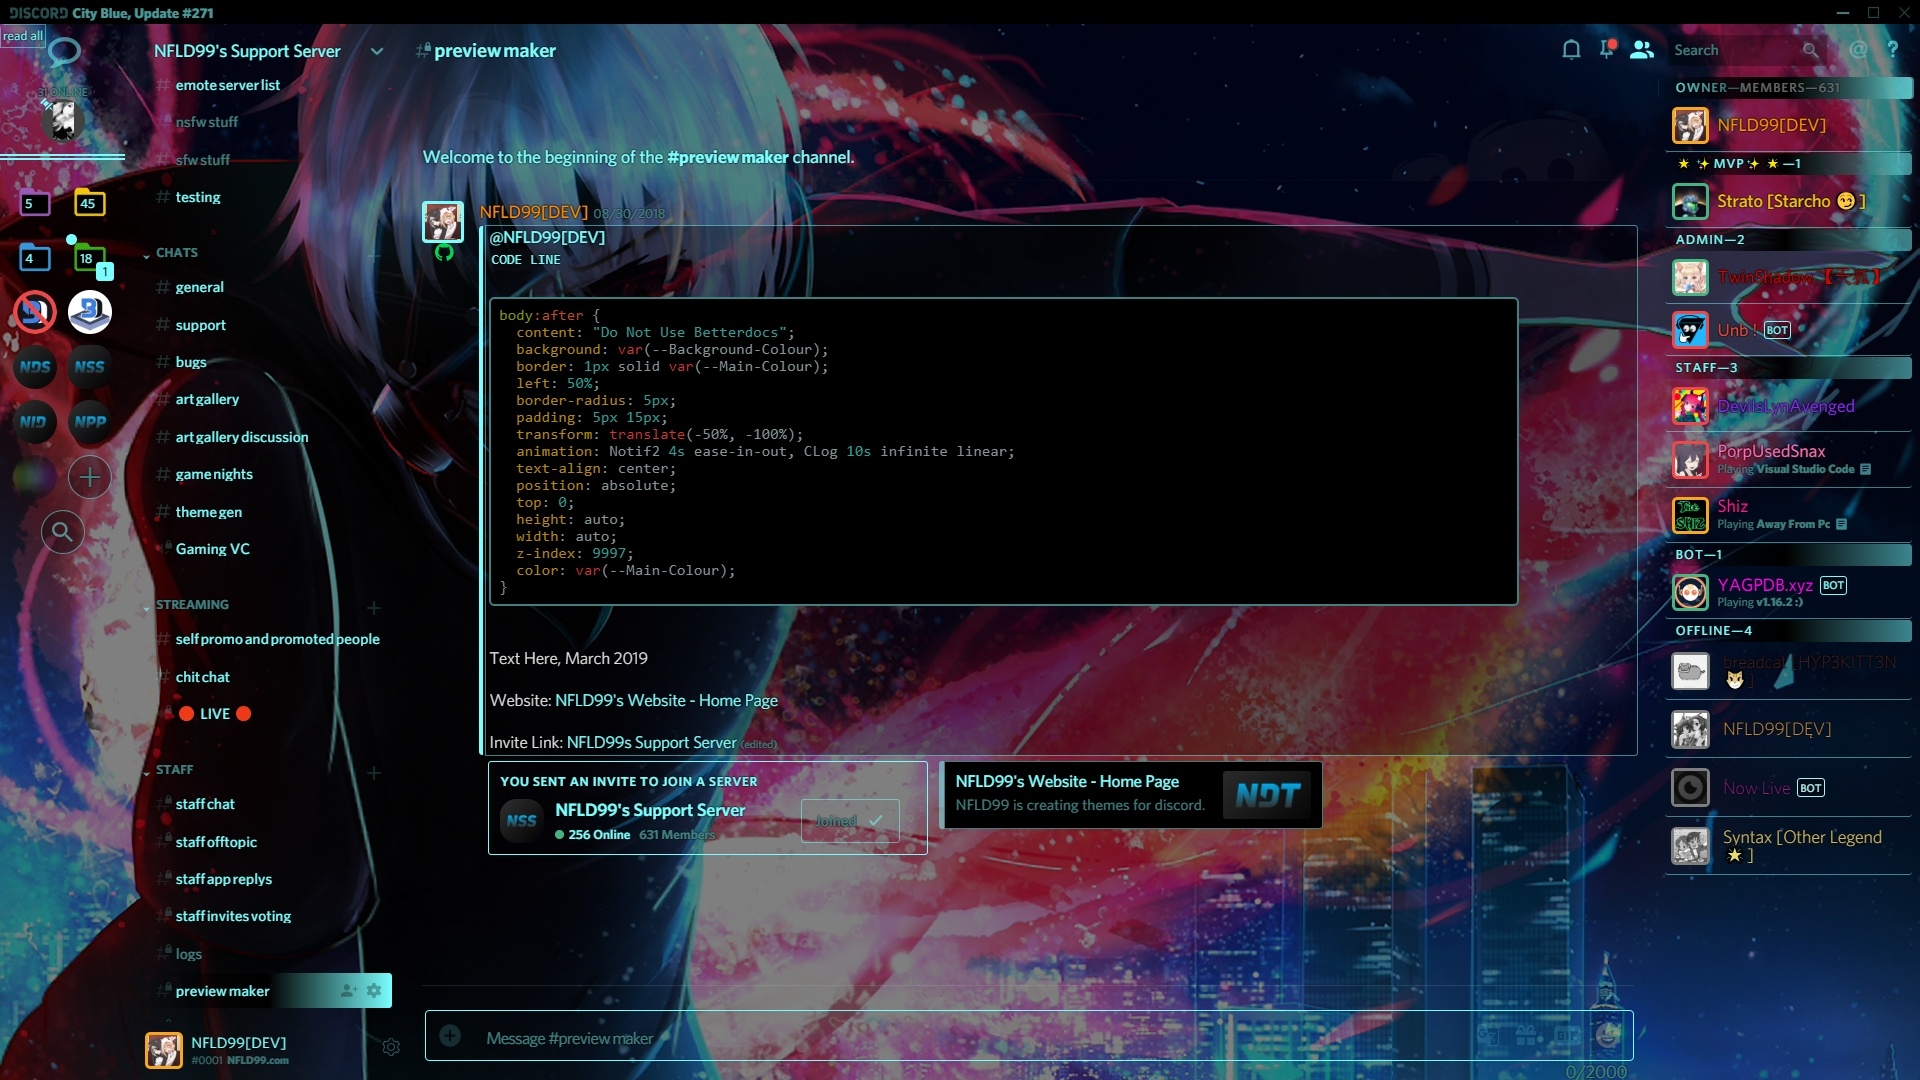 DISCORD City Blue, Update #271
read all
31 ONLINE
5
45
4
18
1
NDS
NSS
NID
NPP
NFLD99's Support Server
emote server list
nsfw stuff
sfw stuff
testing
CHATS
general
support
bugs
art gallery
art gallery discussion
game nights
theme gen
Gaming VC
STREAMING
self promo and promoted people
chit chat
🔴 LIVE 🔴
STAFF
staff chat
staff offtopic
staff app replys
staff invites voting
logs
preview maker
NFLD99[DEV]
#0001 NFLD99.com
# preview maker
Search
Welcome to the beginning of the #preview maker channel.
NFLD99[DEV] 08/30/2018
@NFLD99[DEV]
CODE LINE
body:after {
  content: "Do Not Use Betterdocs";
  background: var(--Background-Colour);
  border: 1px solid var(--Main-Colour);
  left: 50%;
  border-radius: 5px;
  padding: 5px 15px;
  transform: translate(-50%, -100%);
  animation: Notif2 4s ease-in-out, CLog 10s infinite linear;
  text-align: center;
  position: absolute;
  top: 0;
  height: auto;
  width: auto;
  z-index: 9997;
  color: var(--Main-Colour);
}
Text Here, March 2019
Website: NFLD99's Website - Home Page
Invite Link: NFLD99s Support Server (edited)
YOU SENT AN INVITE TO JOIN A SERVER
NSS
NFLD99's Support Server
256 Online 631 Members
Joined
NFLD99's Website - Home Page
NFLD99 is creating themes for discord.
NDT
Message #preview maker
GIF
0/2000
OWNER—MEMBERS—631
NFLD99[DEV]
★ ✨ MVP ✨ ★ —1
Strato [Starcho 😏 ]
ADMIN—2
TwinShadow
Unb ! BOT
STAFF—3
DevilsLynAvenged
PorpUsedSnax
Playing Visual Studio Code
The SHIZ
Shiz
Playing Away From Pc
BOT—1
YAGPDB.xyz BOT
Playing v1.16.2 :)
OFFLINE—4
breadcat [HYP3KITT3N
🐱 ]
NFLD99[DEV]
Now Live BOT
Syntax [Other Legend
🌟 ]